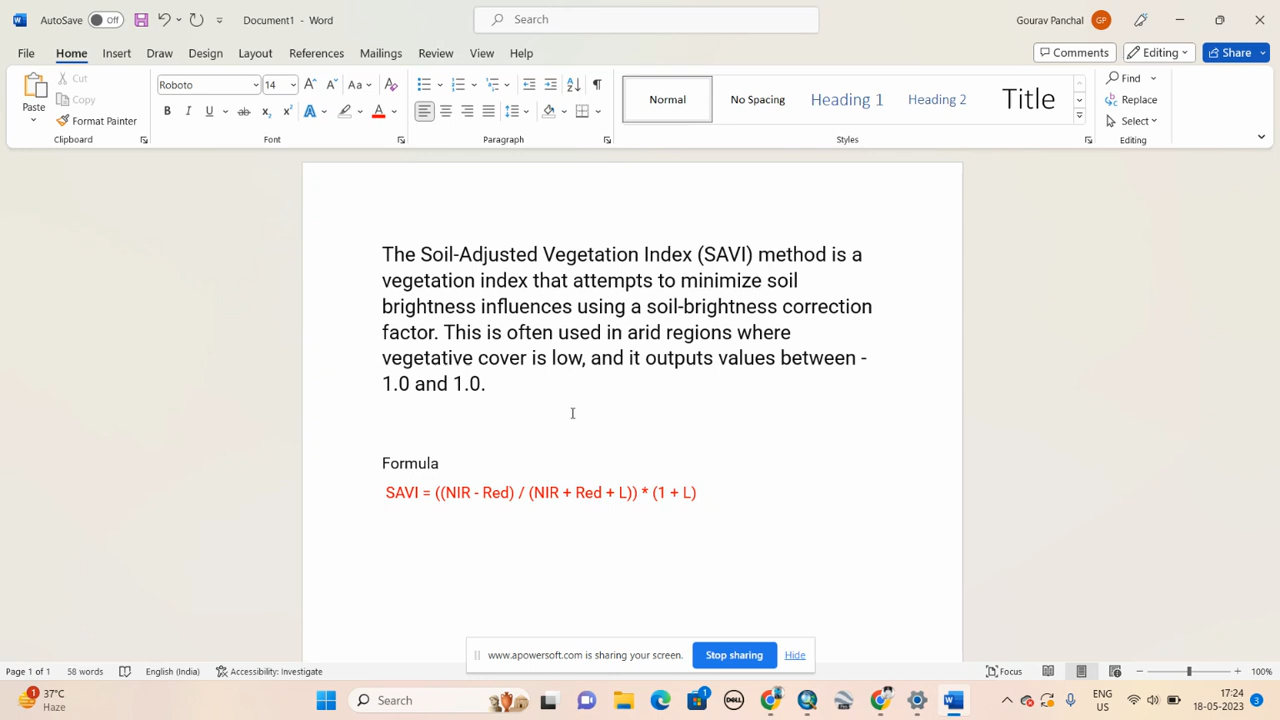 AutoSave Off Document1 - Word Search Gourav Panchal GP
File Home Insert Draw Design Layout References Mailings Review View Help Comments Editing Share
Paste Cut Copy Format Painter Clipboard
Roboto 14 Font
Paragraph
Normal No Spacing Heading 1 Heading 2 Title Styles
Find Replace Select Editing
The Soil-Adjusted Vegetation Index (SAVI) method is a
vegetation index that attempts to minimize soil
brightness influences using a soil-brightness correction
factor. This is often used in arid regions where
vegetative cover is low, and it outputs values between -
1.0 and 1.0.
Formula
SAVI = ((NIR - Red) / (NIR + Red + L)) * (1 + L)
www.apowersoft.com is sharing your screen. Stop sharing Hide
Page 1 of 1 58 words English (India) Accessibility: Investigate Focus 100%
1 37°C Haze Search 1 DELL ENG US 17:24 18-05-2023 3